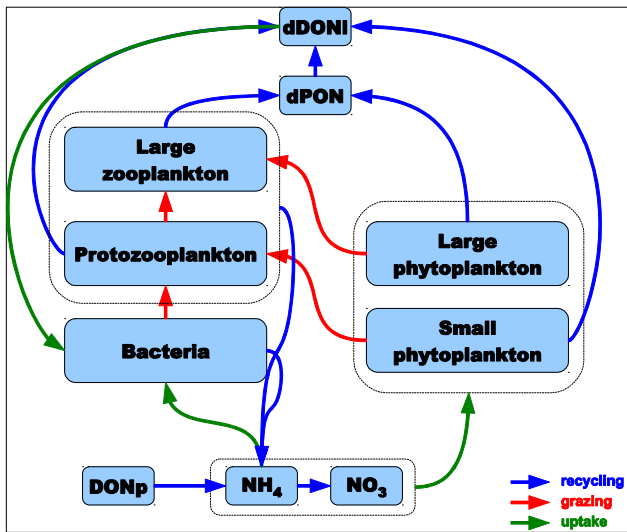 dDONl
dPON
Large
zooplankton
Protozooplankton
Large
phytoplankton
Small
phytoplankton
Bacteria
DONp
NH₄
NO₃
recycling
grazing
uptake